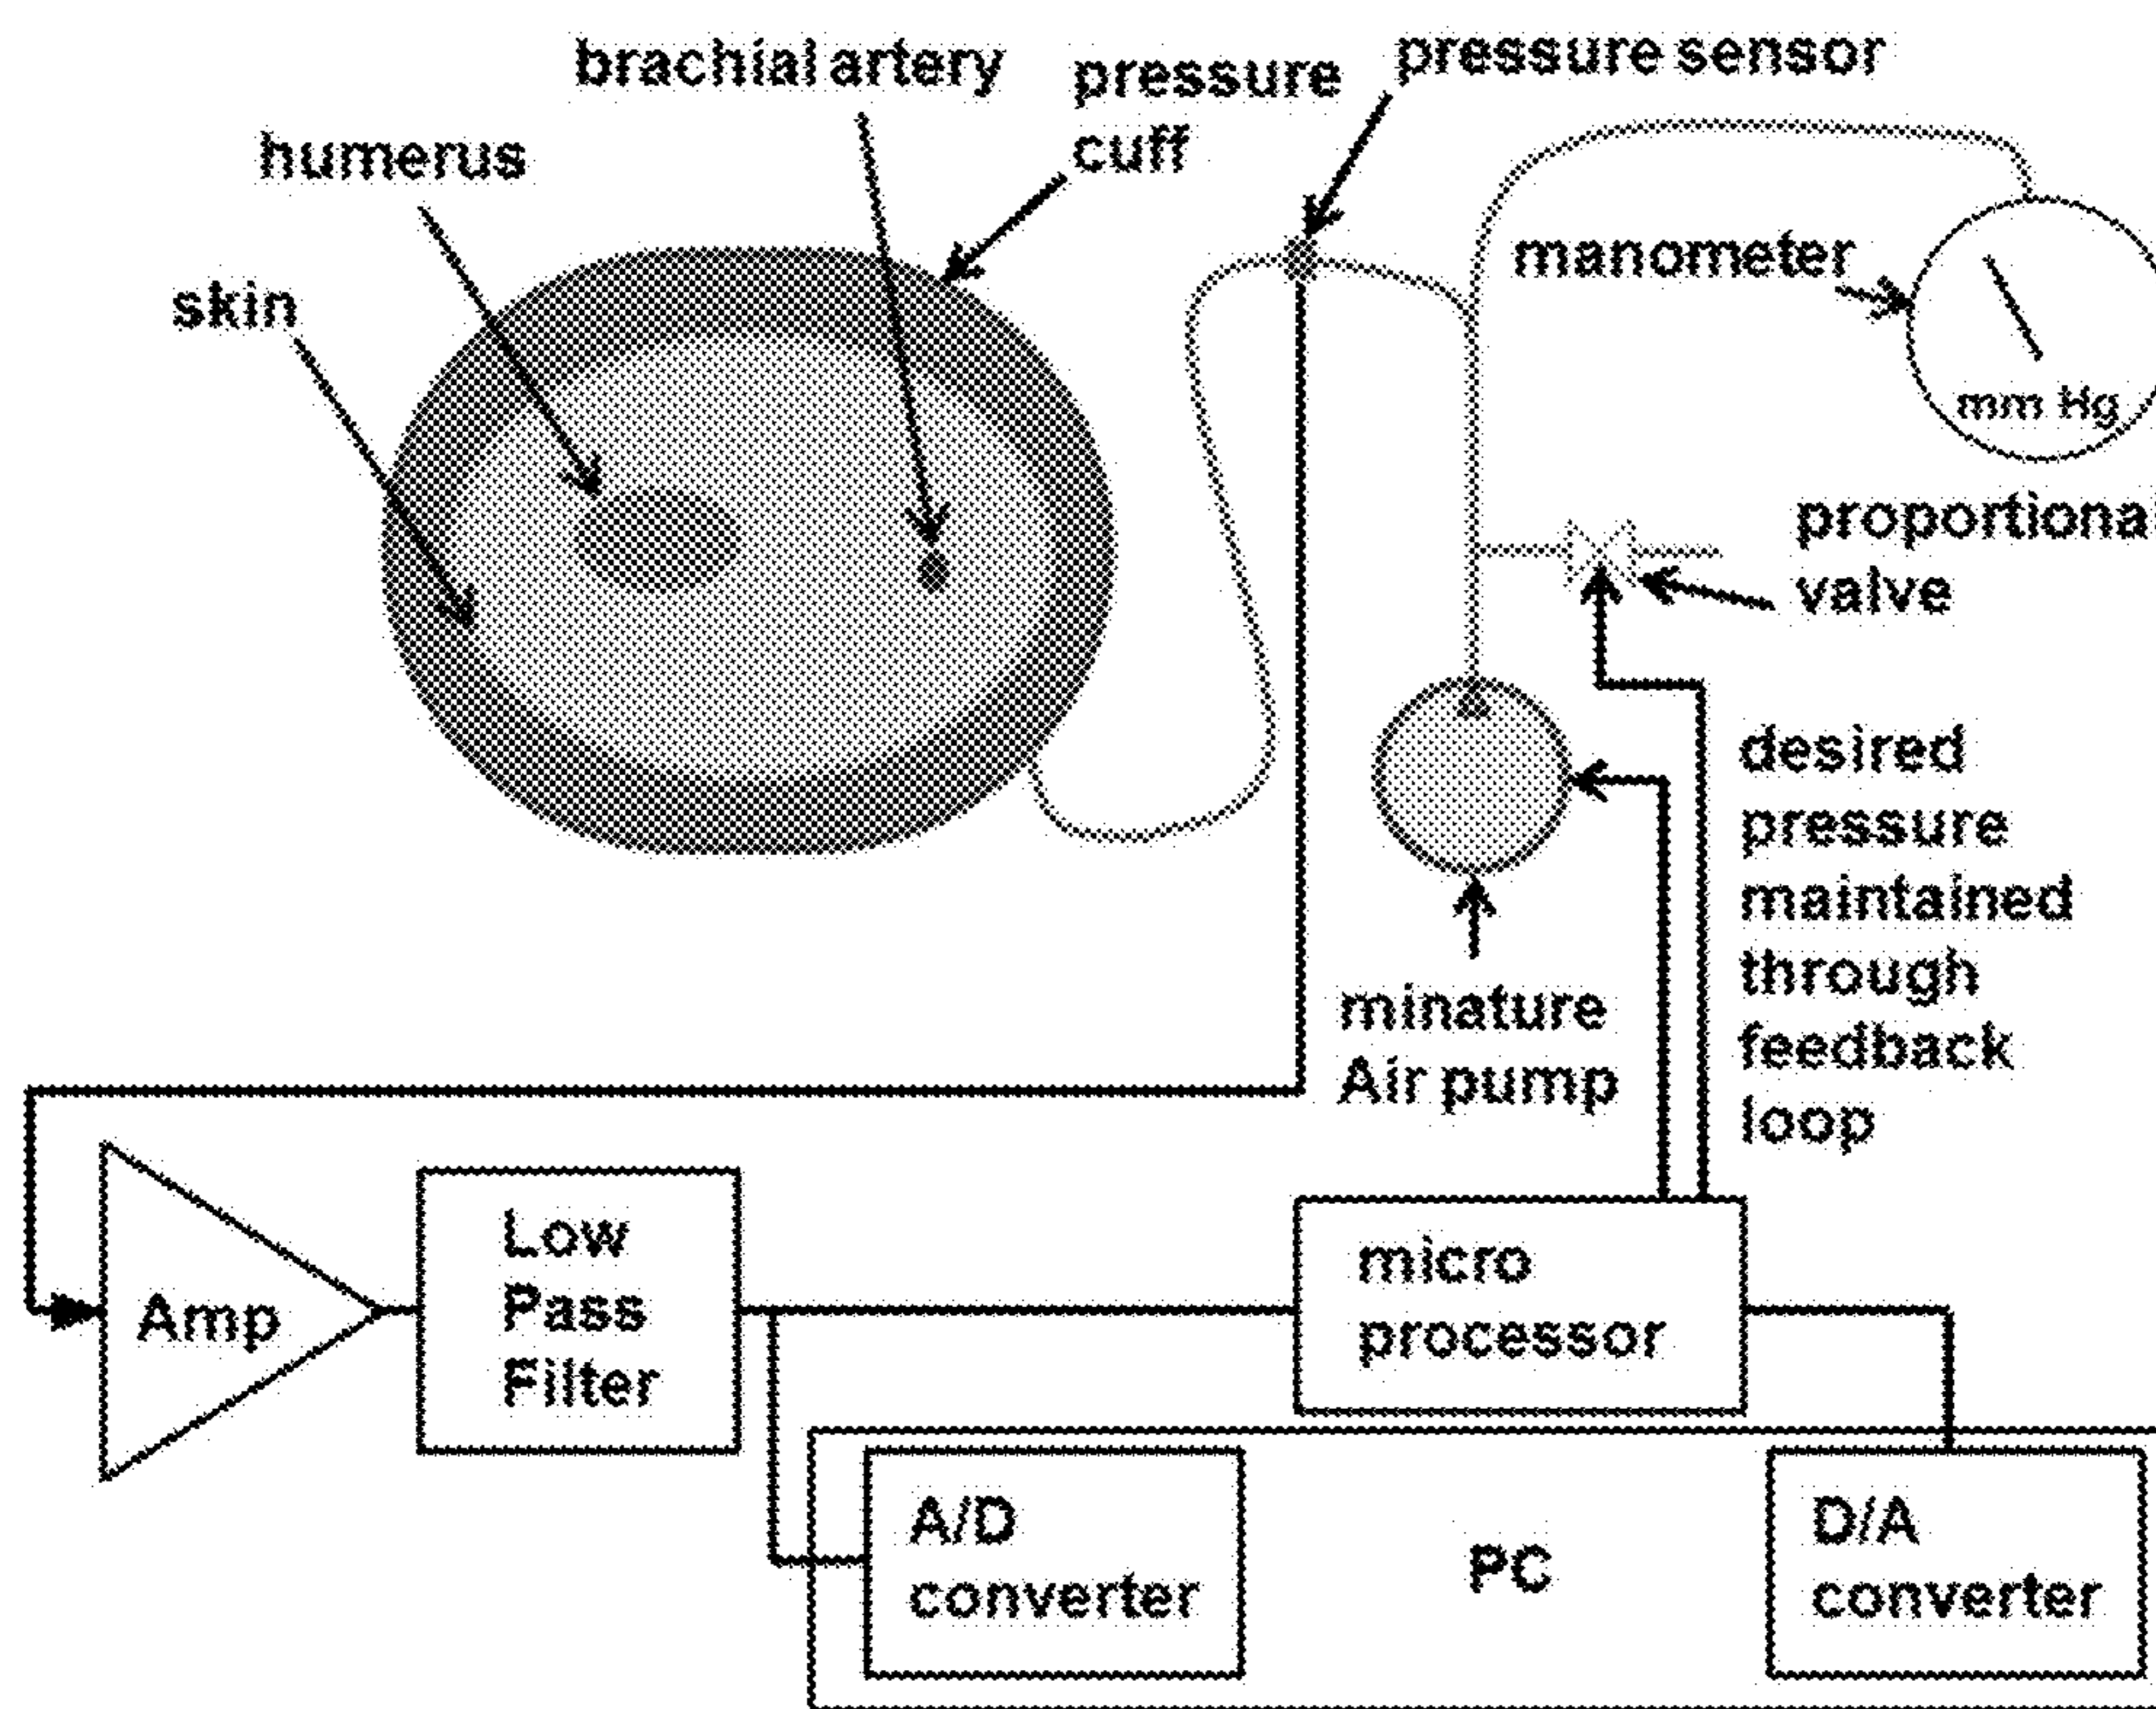 brachial artery
pressure
cuff
pressure sensor
humerus
skin
manometer
mm Hg
proportional
valve
desired
pressure
maintained
through
feedback
loop
minature
Air pump
Amp
Low
Pass
Filter
micro
processor
A/D
converter
PC
D/A
converter